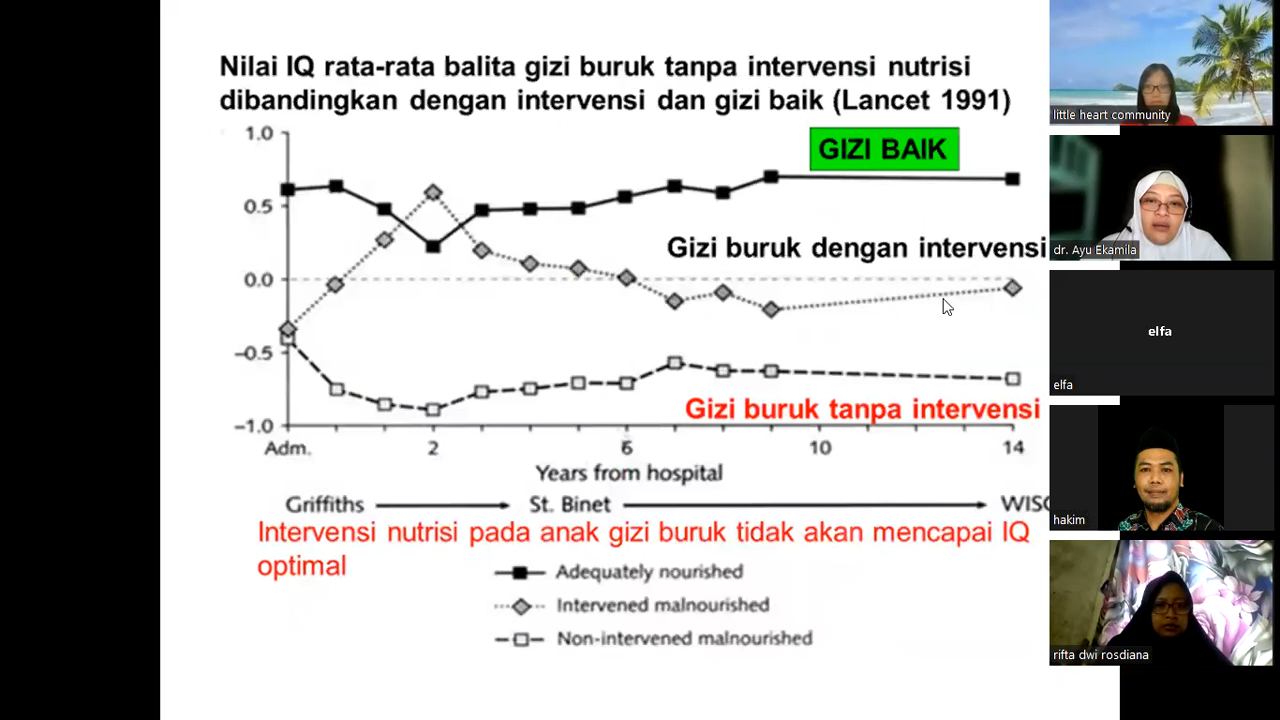 Nilai IQ rata-rata balita gizi buruk tanpa intervensi nutrisi
dibandingkan dengan intervensi dan gizi baik (Lancet 1991)
GIZI BAIK
Gizi buruk dengan intervensi
Gizi buruk tanpa intervensi
1.0
0.5
0.0
−0.5
−1.0
Adm. 2 6 10 14
Years from hospital
Griffiths St. Binet WISC
Intervensi nutrisi pada anak gizi buruk tidak akan mencapai IQ
optimal
Adequately nourished
Intervened malnourished
Non-intervened malnourished
little heart community
dr. Ayu Ekamila
elfa
elfa
hakim
rifta dwi rosdiana